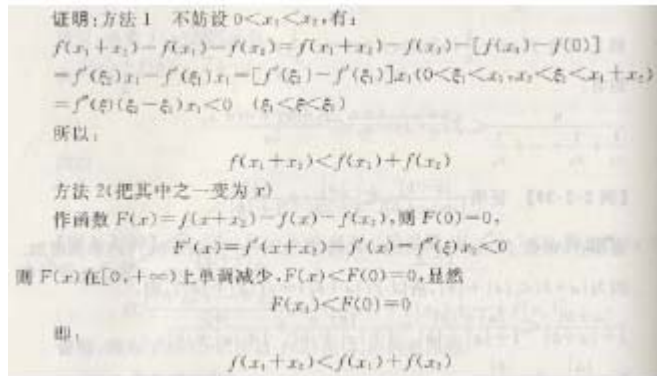 证明:方法1 不妨设0<x₁<x₂,有:
f(x₁+x₂)-f(x₁)-f(x₂)=f(x₁+x₂)-f(x₂)-[f(x₁)-f(0)]
=f′(ξ₂)x₁-f′(ξ₁)x₁=[f′(ξ₂)-f′(ξ₁)]x₁(0<ξ₁<x₁,x₂<ξ₂<x₁+x₂)
=f″(ξ)(ξ₂-ξ₁)x₁<0 (ξ₁<ξ<ξ₂)
所以:
f(x₁+x₂)<f(x₁)+f(x₂)
方法2(把其中之一变为x)
作函数F(x)=f(x+x₂)-f(x)-f(x₂),则F(0)=0,
F′(x)=f′(x+x₂)-f′(x)=f″(ξ)x₂<0
则F(x)在[0,+∞)上单调减少,F(x)<F(0)=0,显然
F(x₁)<F(0)=0
即:
f(x₁+x₂)<f(x₁)+f(x₂)